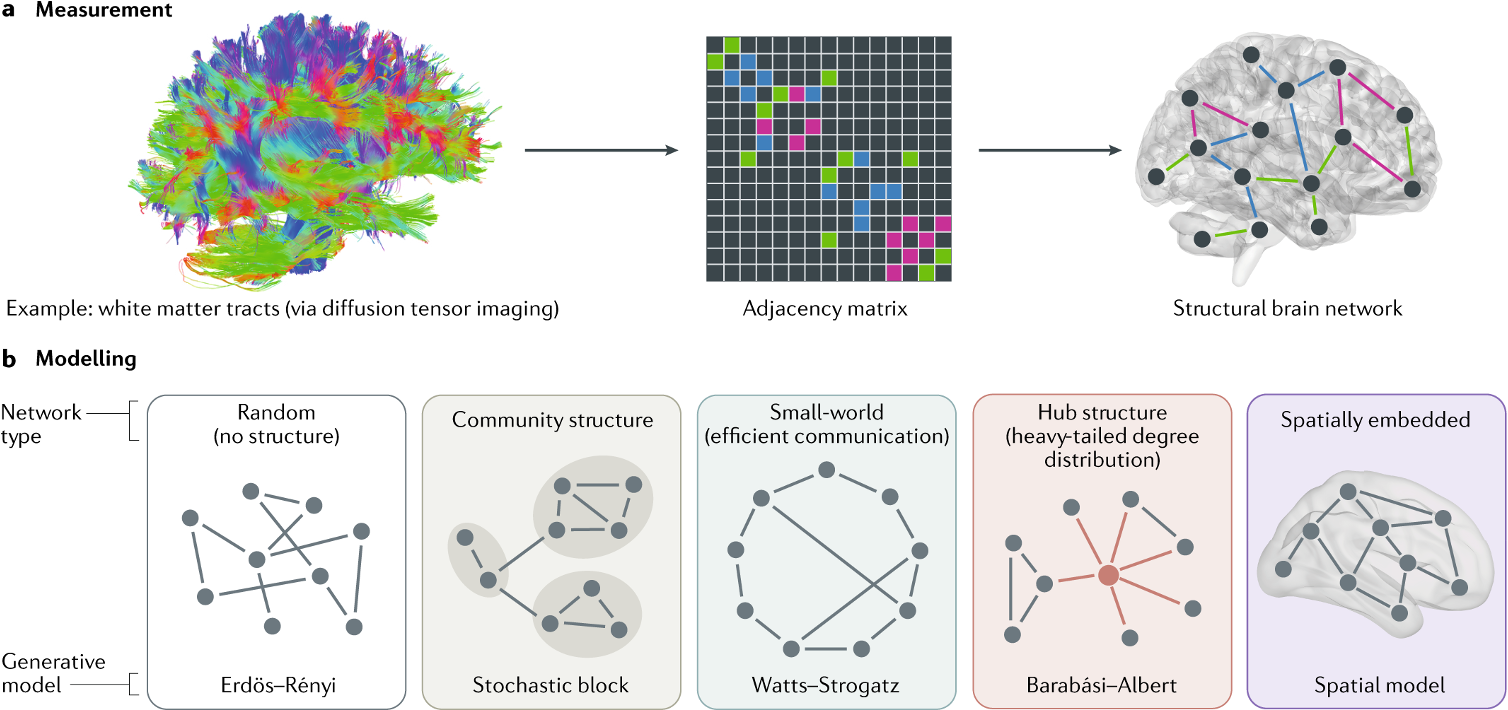 a Measurement
Example: white matter tracts (via diffusion tensor imaging)
Adjacency matrix
Structural brain network
b Modelling
Network
type
Random
(no structure)
Community structure
Small-world
(efficient communication)
Hub structure
(heavy-tailed degree
distribution)
Spatially embedded
Generative
model
Erdös–Rényi
Stochastic block
Watts–Strogatz
Barabási–Albert
Spatial model